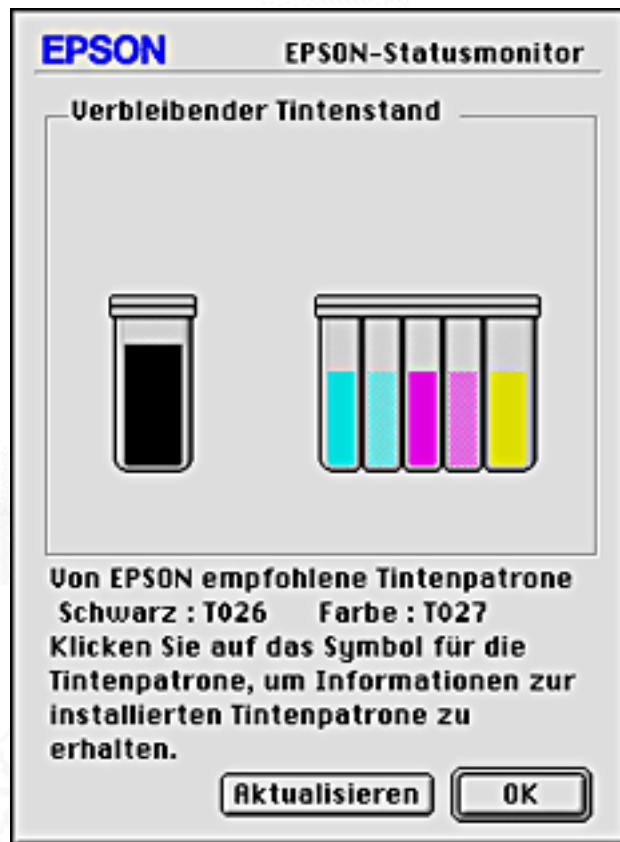 EPSON EPSON-Statusmonitor
Verbleibender Tintenstand
Von EPSON empfohlene Tintenpatrone
Schwarz : T026 Farbe : T027
Klicken Sie auf das Symbol für die
Tintenpatrone, um Informationen zur
installierten Tintenpatrone zu
erhalten.
Aktualisieren OK